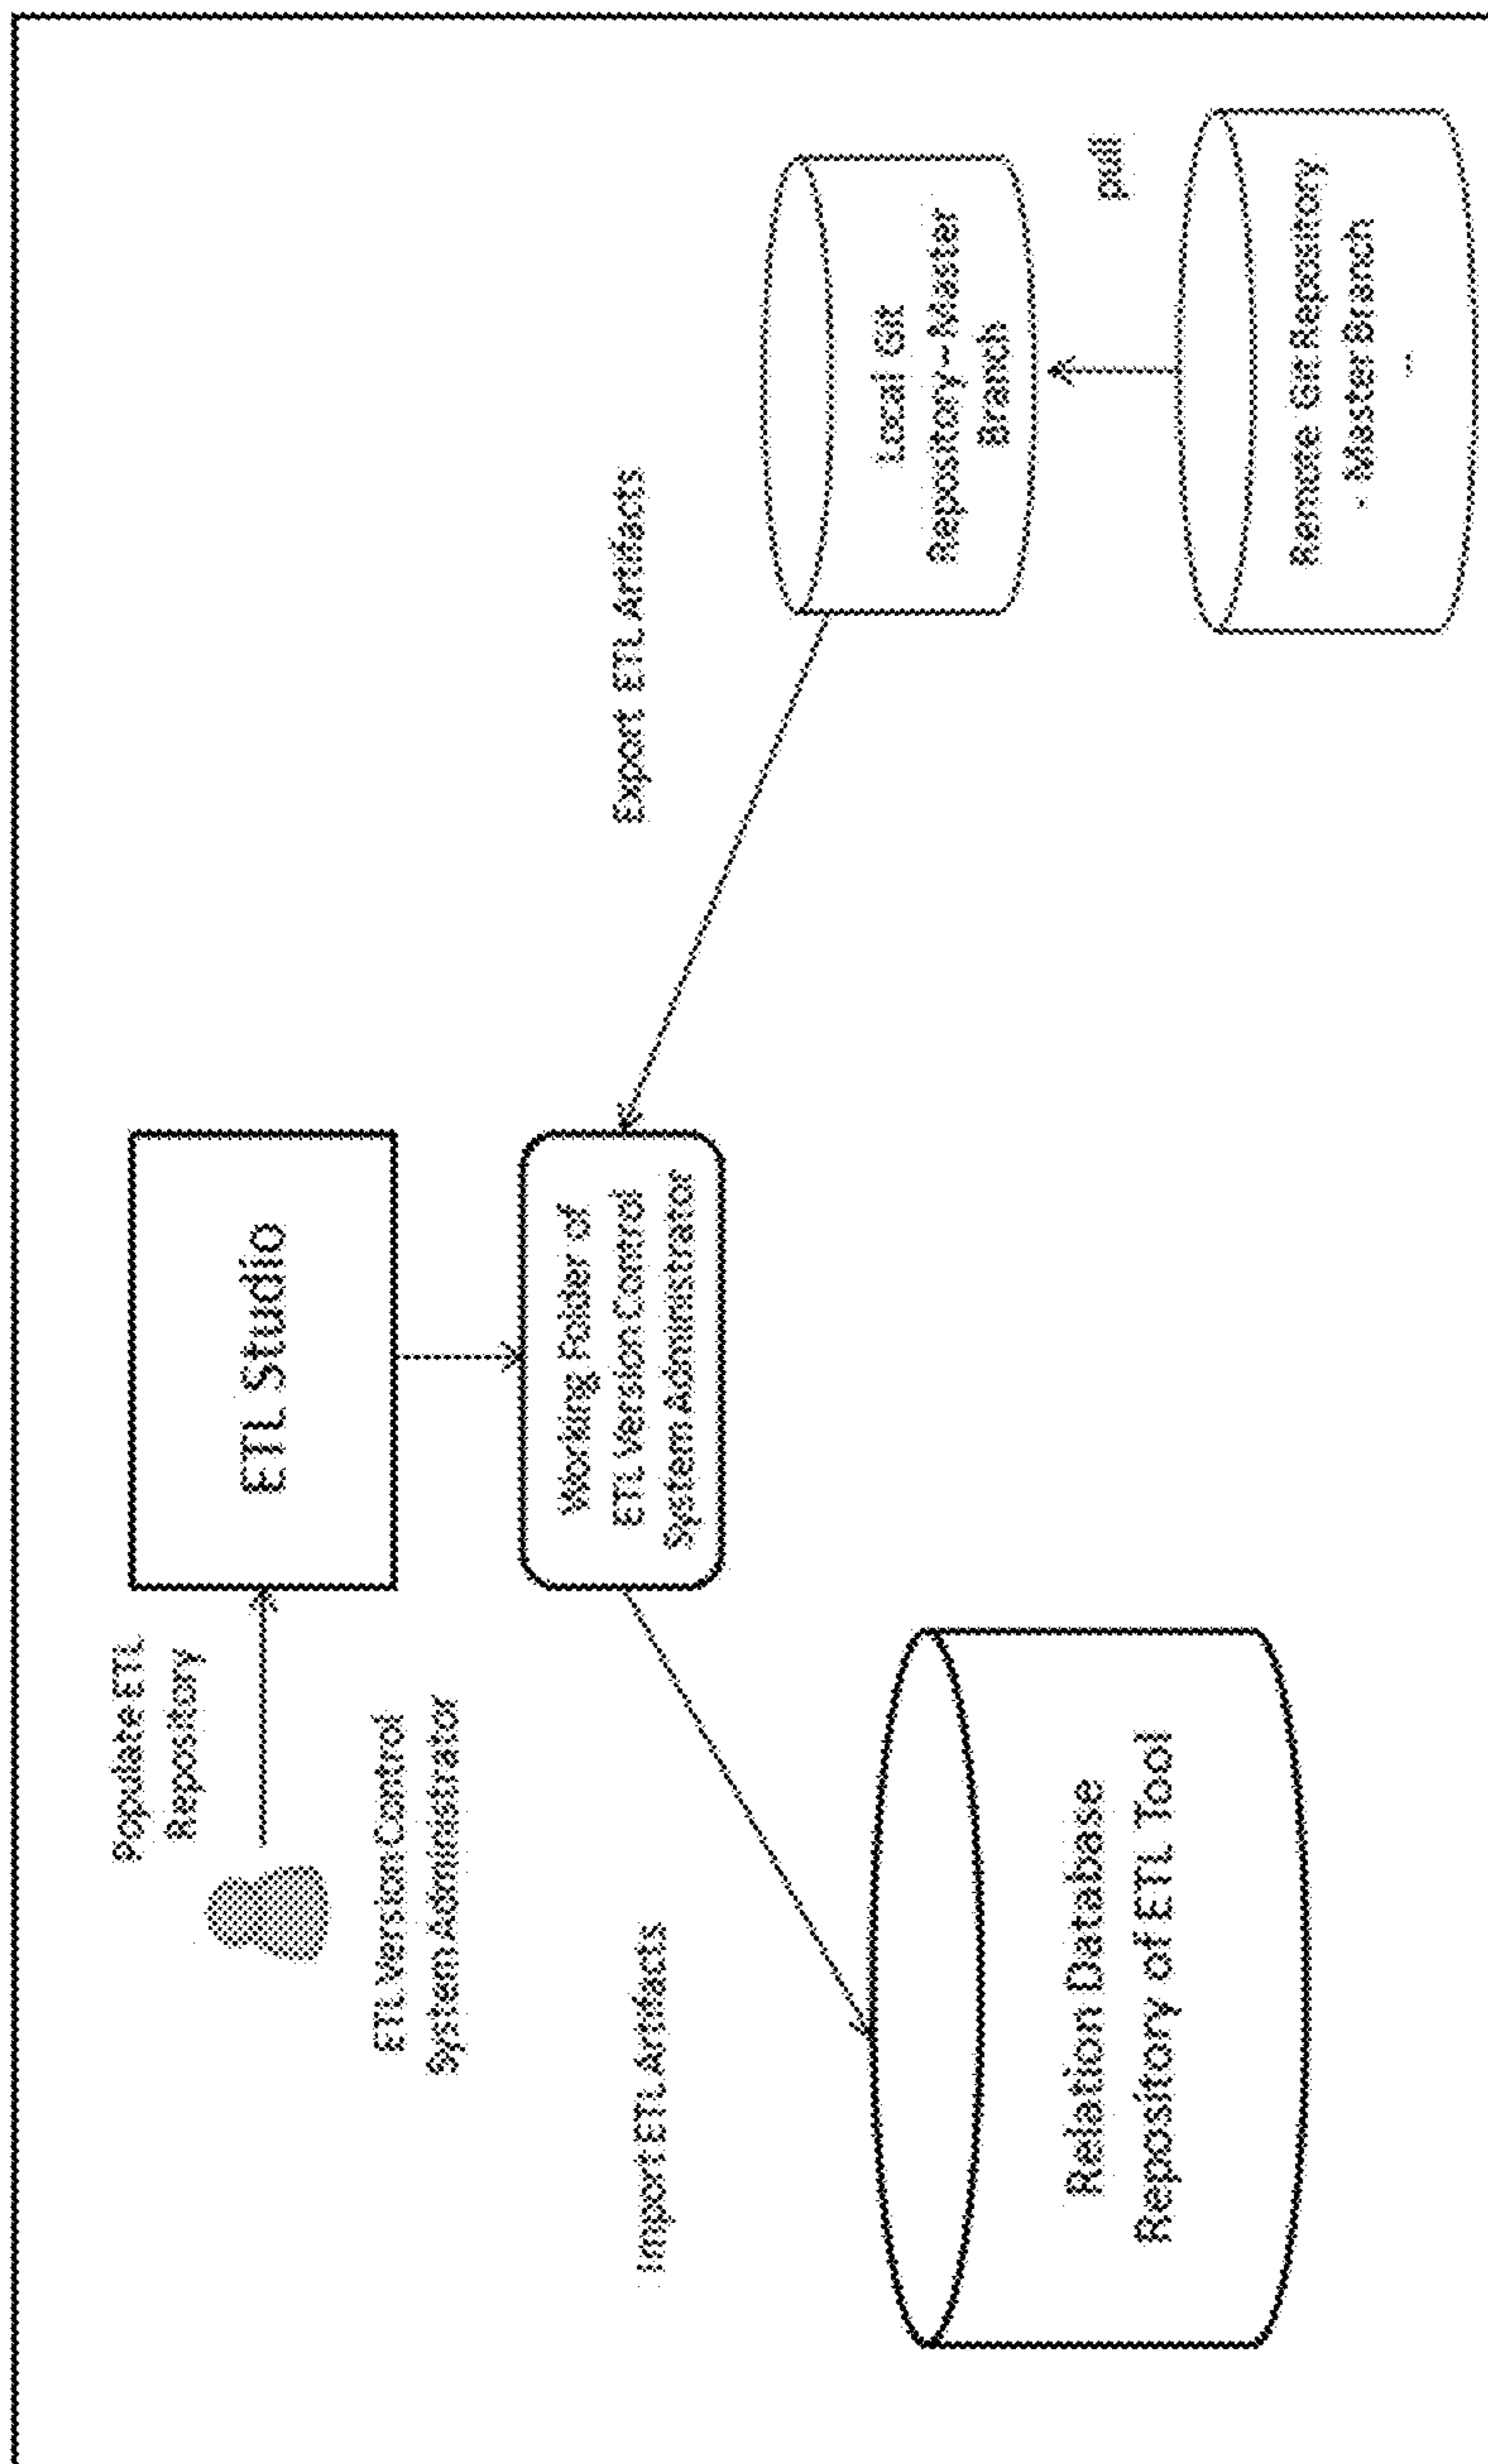 Populate ETL
Repository
ETL Version Control
System Administrator
ETL Studio
Working Folder of
ETL Version Control
System Administrator
Import ETL Artifacts
Export ETL Artifacts
Relation Database
Repository of ETL Tool
Local Git
Repository – Master
Branch
pull
Remote Git Repository
- Master Branch
-